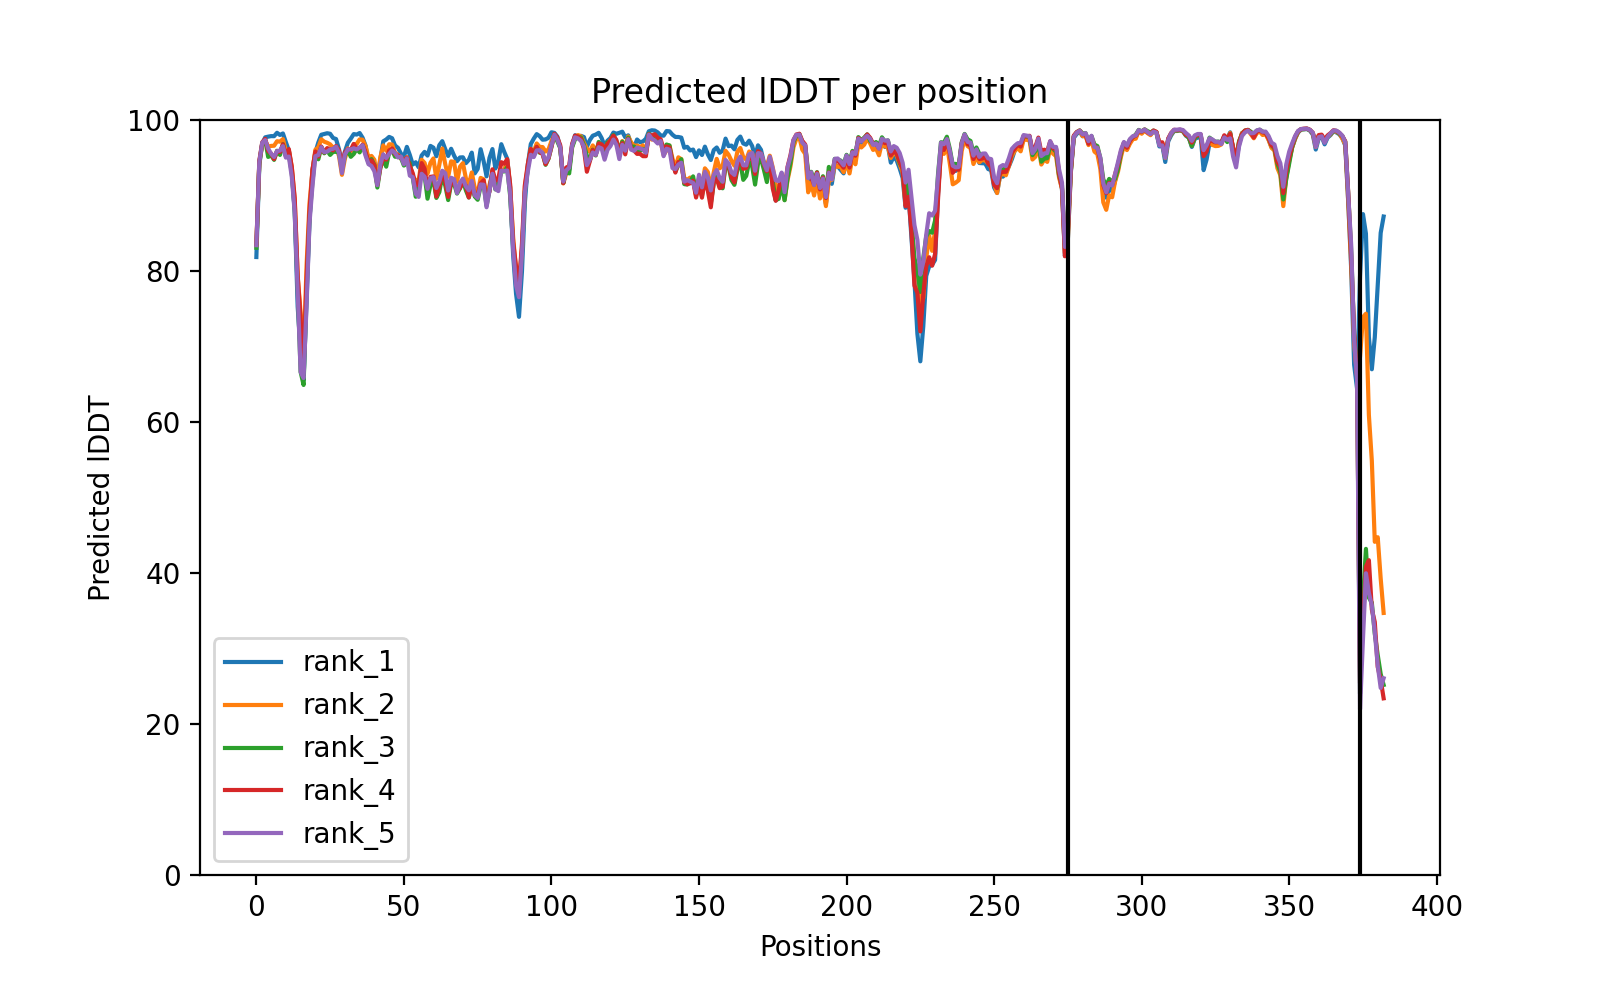 Predicted lDDT per position
100
80
60
40
20
0
Predicted lDDT
rank_1
rank_2
rank_3
rank_4
rank_5
0 50 100 150 200 250 300 350 400
Positions